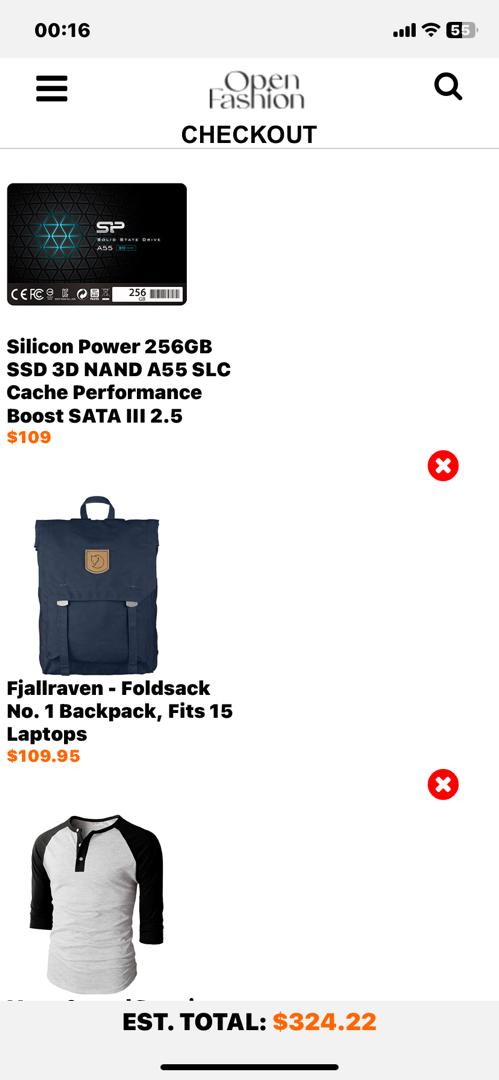 00:16
55
Open
Fashion
CHECKOUT
SP
SOLID STATE DRIVE
A55
256
GB
Silicon Power 256GB
SSD 3D NAND A55 SLC
Cache Performance
Boost SATA III 2.5
$109
Fjallraven - Foldsack
No. 1 Backpack, Fits 15
Laptops
$109.95
EST. TOTAL: $324.22